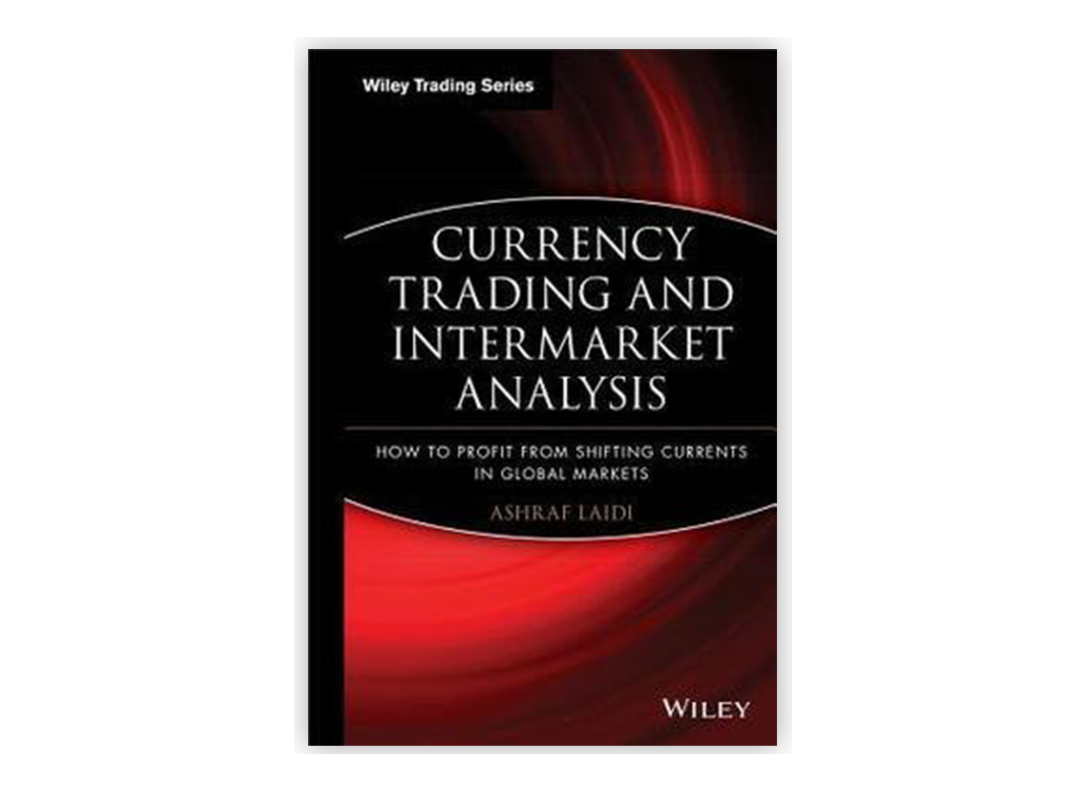 Wiley Trading Series
CURRENCY
TRADING AND
INTERMARKET
ANALYSIS
HOW TO PROFIT FROM SHIFTING CURRENTS
IN GLOBAL MARKETS
ASHRAF LAIDI
WILEY